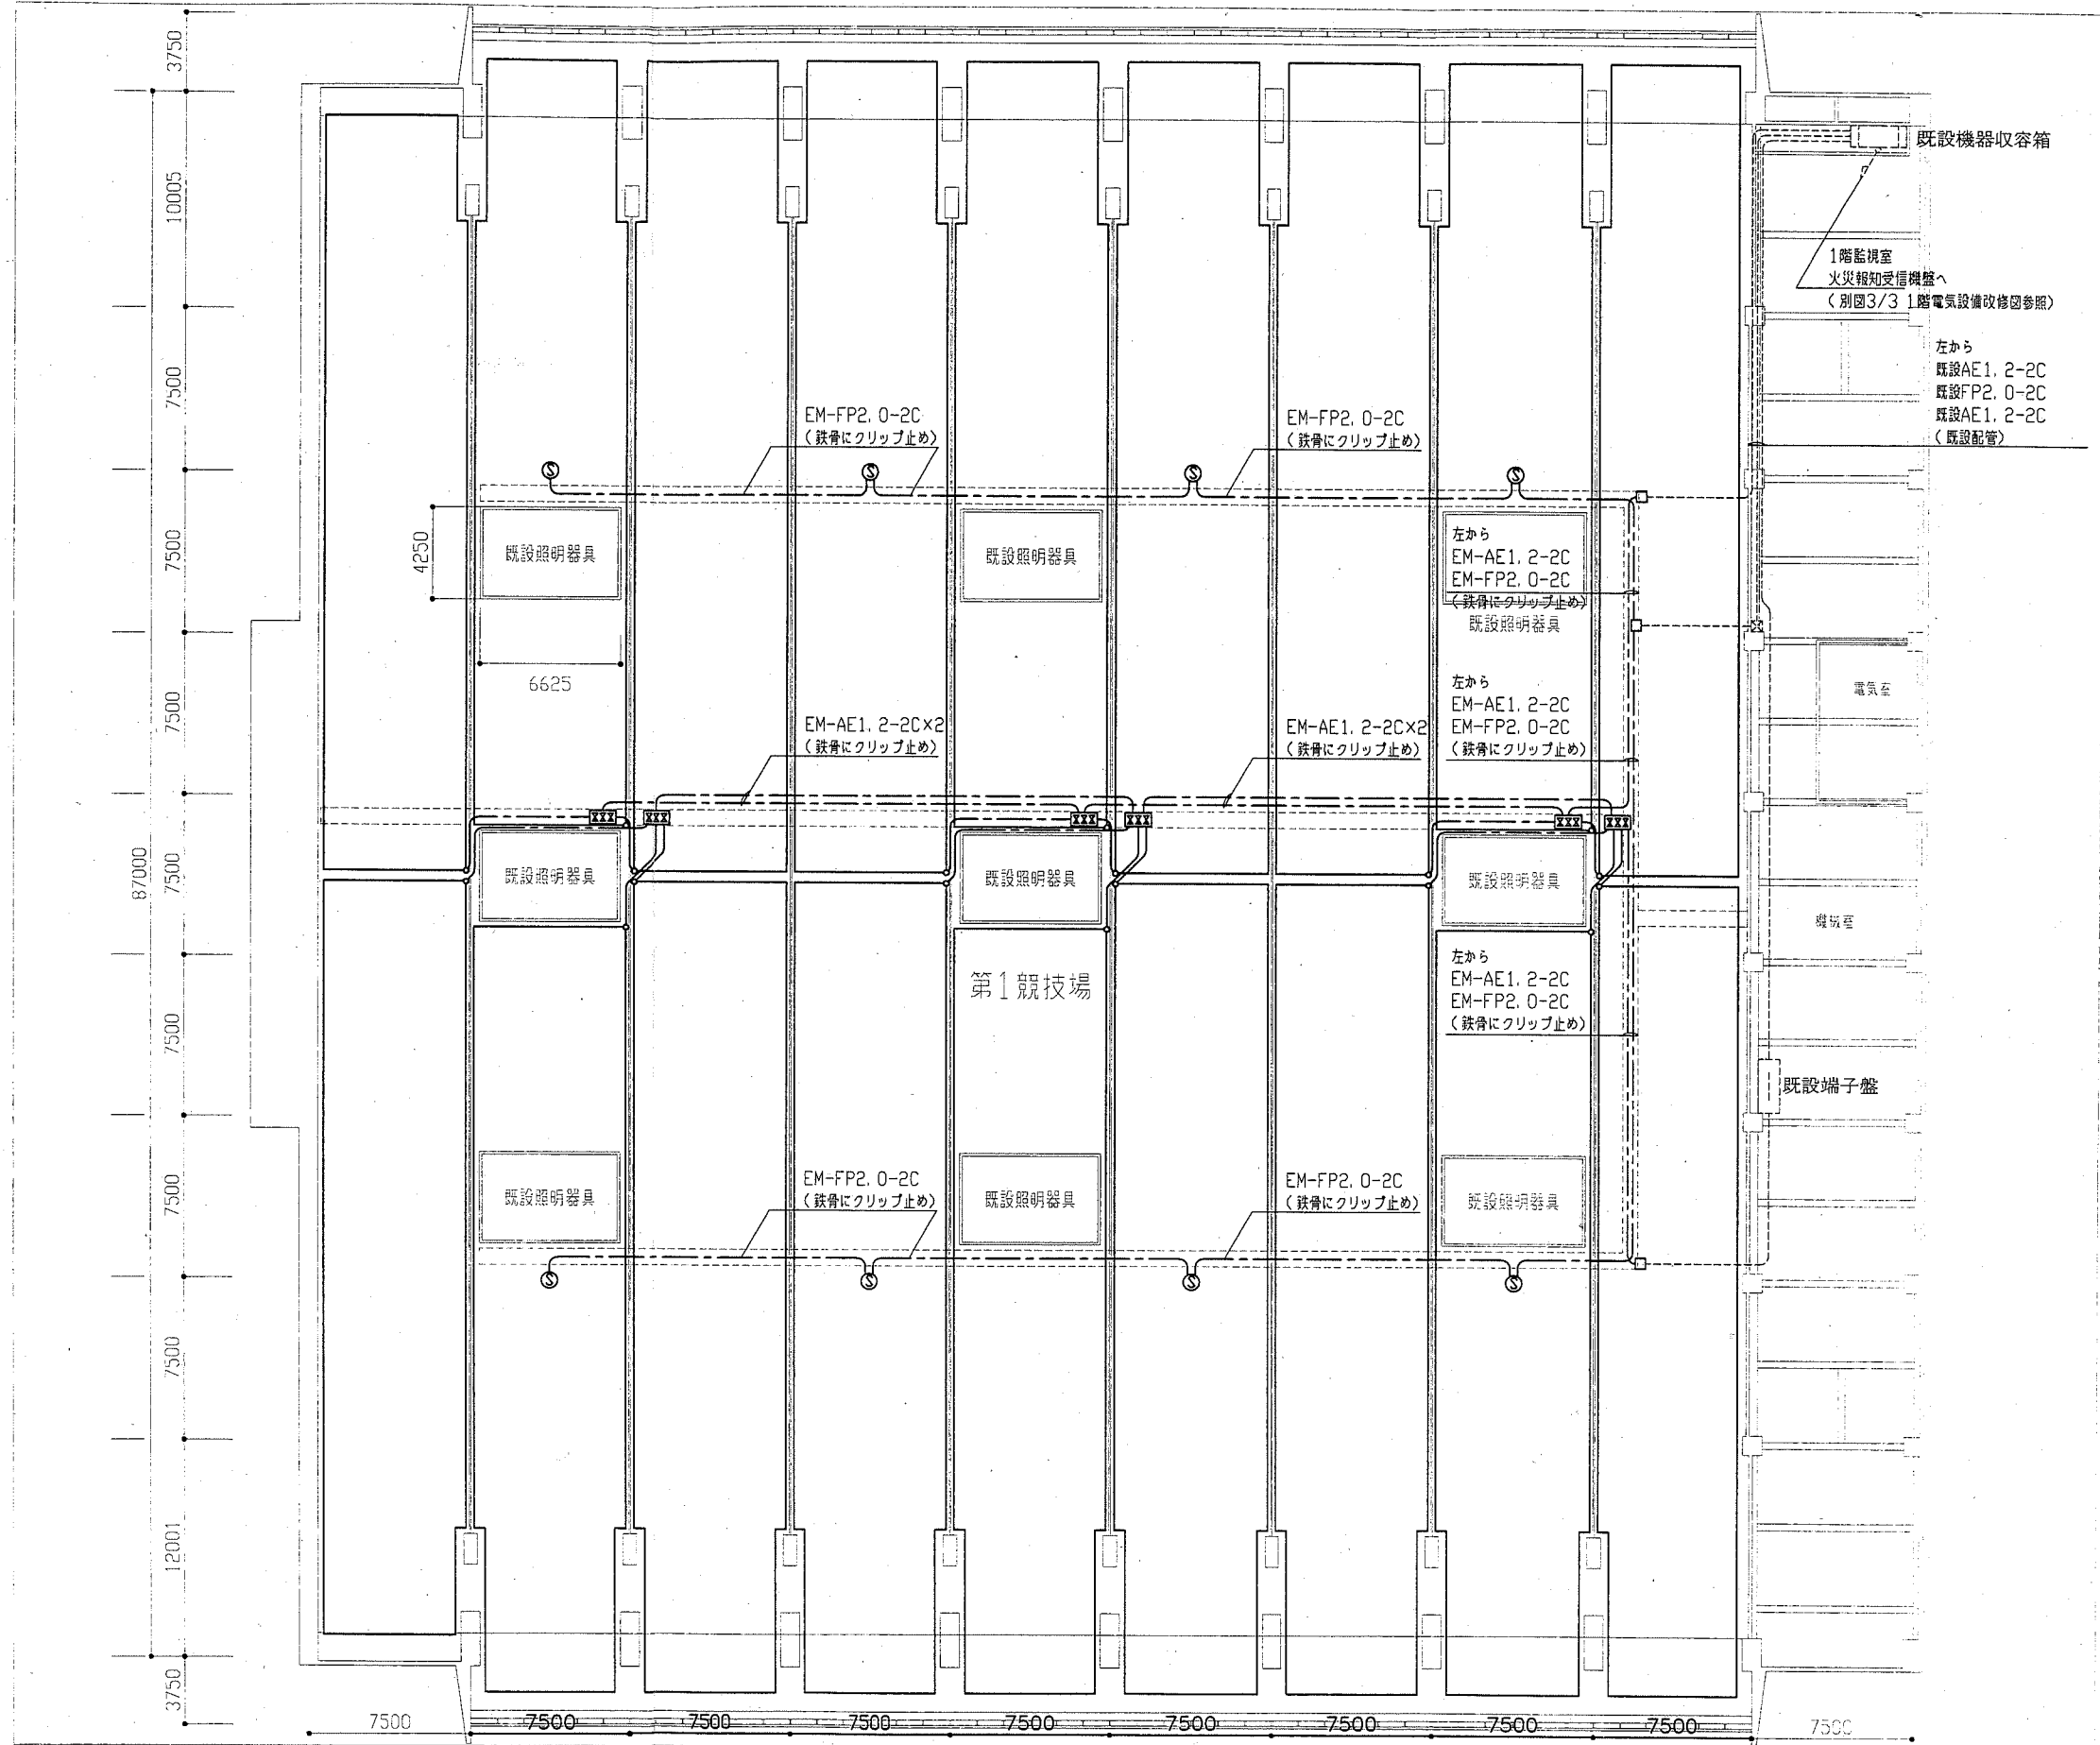 3750
10005
7500
7500
7500
7500
7500
7500
7500
12001
3750
87000
既設機器収容箱
1階監視室
火災報知受信機盤へ
(別図3/3 1階電気設備改修図参照)
左から
既設AE1.2-2C
既設FP2.0-2C
既設AE1.2-2C
(既設配管)
EM-FP2.0-2C
(鉄骨にクリップ止め)
EM-FP2.0-2C
(鉄骨にクリップ止め)
S
S
S
S
4250
既設照明器具
既設照明器具
左から
EM-AE1.2-2C
EM-FP2.0-2C
(鉄骨にクリップ止め)
既設照明器具
6625
左から
EM-AE1.2-2C
EM-FP2.0-2C
(鉄骨にクリップ止め)
電気室
EM-AE1.2-2C×2
(鉄骨にクリップ止め)
EM-AE1.2-2C×2
(鉄骨にクリップ止め)
既設照明器具
既設照明器具
既設照明器具
機械室
第1競技場
左から
EM-AE1.2-2C
EM-FP2.0-2C
(鉄骨にクリップ止め)
既設端子盤
EM-FP2.0-2C
(鉄骨にクリップ止め)
EM-FP2.0-2C
(鉄骨にクリップ止め)
既設照明器具
既設照明器具
既設照明器具
S
S
S
S
7500
7500
7500
7500
7500
7500
7500
7500
7500
7500